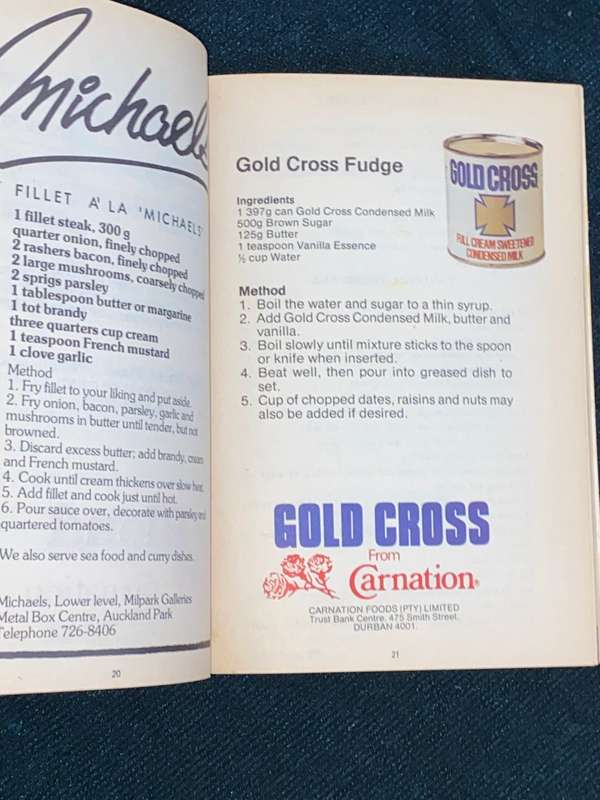 Michaels
FILLET A' LA 'MICHAELS'
1 fillet steak, 300 g
quarter onion, finely chopped
2 rashers bacon, finely chopped
2 large mushrooms, coarsely chopped
2 sprigs parsley
1 tablespoon butter or margarine
1 tot brandy
three quarters cup cream
1 teaspoon French mustard
1 clove garlic
Method
1. Fry fillet to your liking and put aside.
2. Fry onion, bacon, parsley, garlic and
mushrooms in butter until tender, but not
browned.
3. Discard excess butter; add brandy, cream
and French mustard.
4. Cook until cream thickens over slow heat.
5. Add fillet and cook just until hot.
6. Pour sauce over, decorate with parsley and
quartered tomatoes.
We also serve sea food and curry dishes.
Michaels, Lower level, Milpark Galleries
Metal Box Centre, Auckland Park
Telephone 726-8406
20
Gold Cross Fudge
GOLD CROSS
FULL CREAM SWEETENED
CONDENSED MILK
Ingredients
1 397g can Gold Cross Condensed Milk
500g Brown Sugar
125g Butter
1 teaspoon Vanilla Essence
½ cup Water
Method
1. Boil the water and sugar to a thin syrup.
2. Add Gold Cross Condensed Milk, butter and
vanilla.
3. Boil slowly until mixture sticks to the spoon
or knife when inserted.
4. Beat well, then pour into greased dish to
set.
5. Cup of chopped dates, raisins and nuts may
also be added if desired.
GOLD CROSS
From
Carnation®
CARNATION FOODS (PTY) LIMITED
Trust Bank Centre, 475 Smith Street,
DURBAN 4001.
21